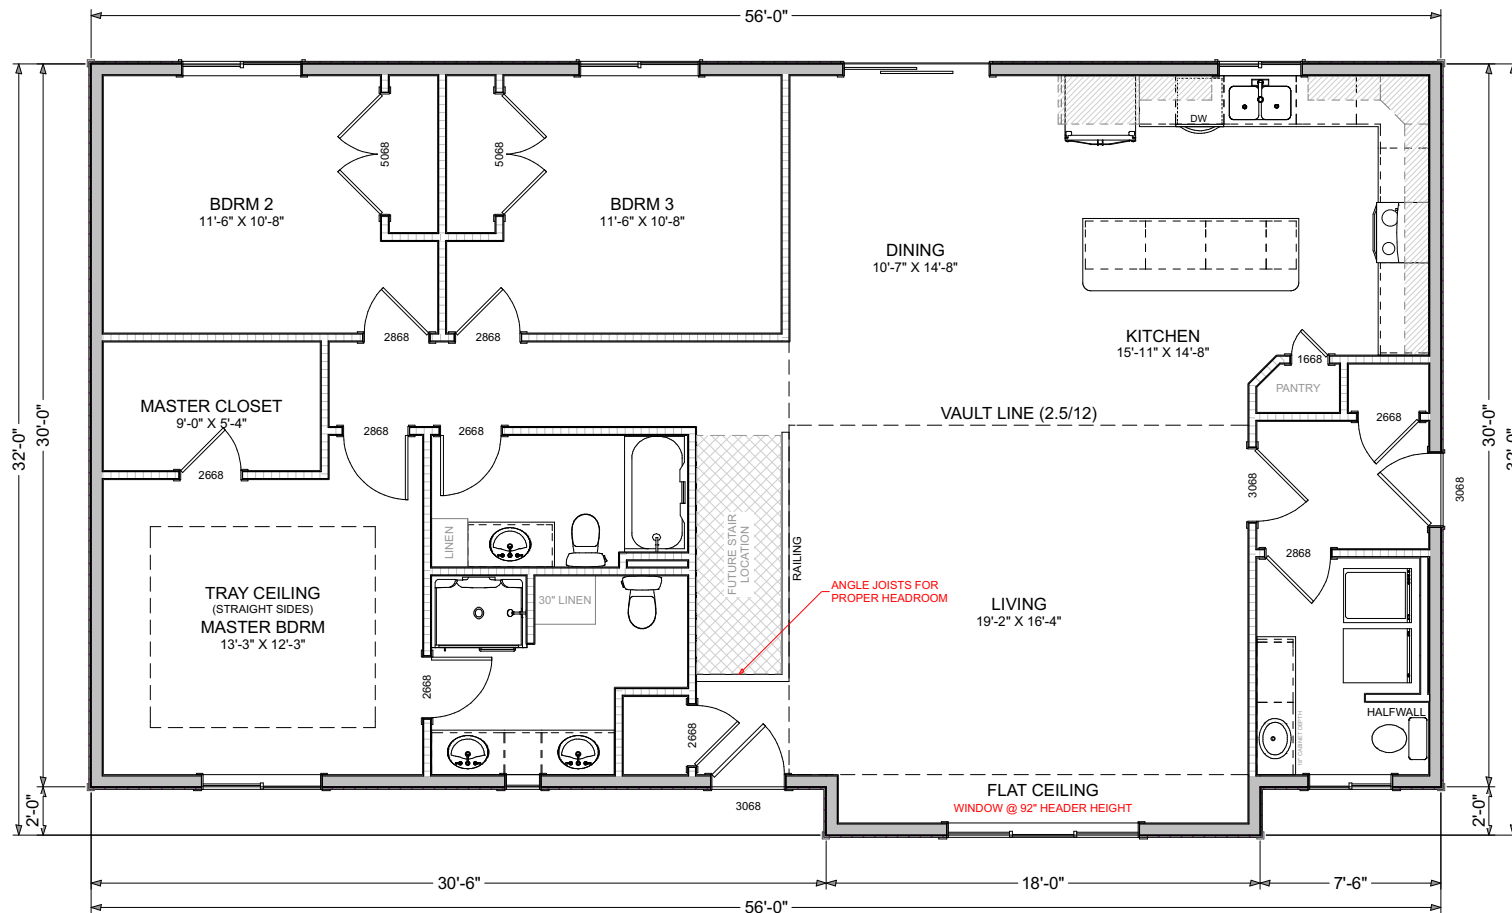 56'-0"
DW
5068
5068
BDRM 2
11'-6" X 10'-8"
BDRM 3
11'-6" X 10'-8"
DINING
10'-7" X 14'-8"
2868
2868
KITCHEN
15'-11" X 14'-8"
1668
PANTRY
MASTER CLOSET
9'-0" X 5'-4"
VAULT LINE (2.5/12)
2868
2668
2668
2668
32'-0"
30'-0"
30'-0"
32'-0"
3068
3068
LINEN
FUTURE STAIR
LOCATION
RAILING
2868
TRAY CEILING
(STRAIGHT SIDES)
MASTER BDRM
13'-3" X 12'-3"
30" LINEN
ANGLE JOISTS FOR
PROPER HEADROOM
LIVING
19'-2" X 16'-4"
2668
2668
HALFWALL
3068
FLAT CEILING
WINDOW @ 92" HEADER HEIGHT
2'-0"
2'-0"
30'-6"
18'-0"
7'-6"
56'-0"